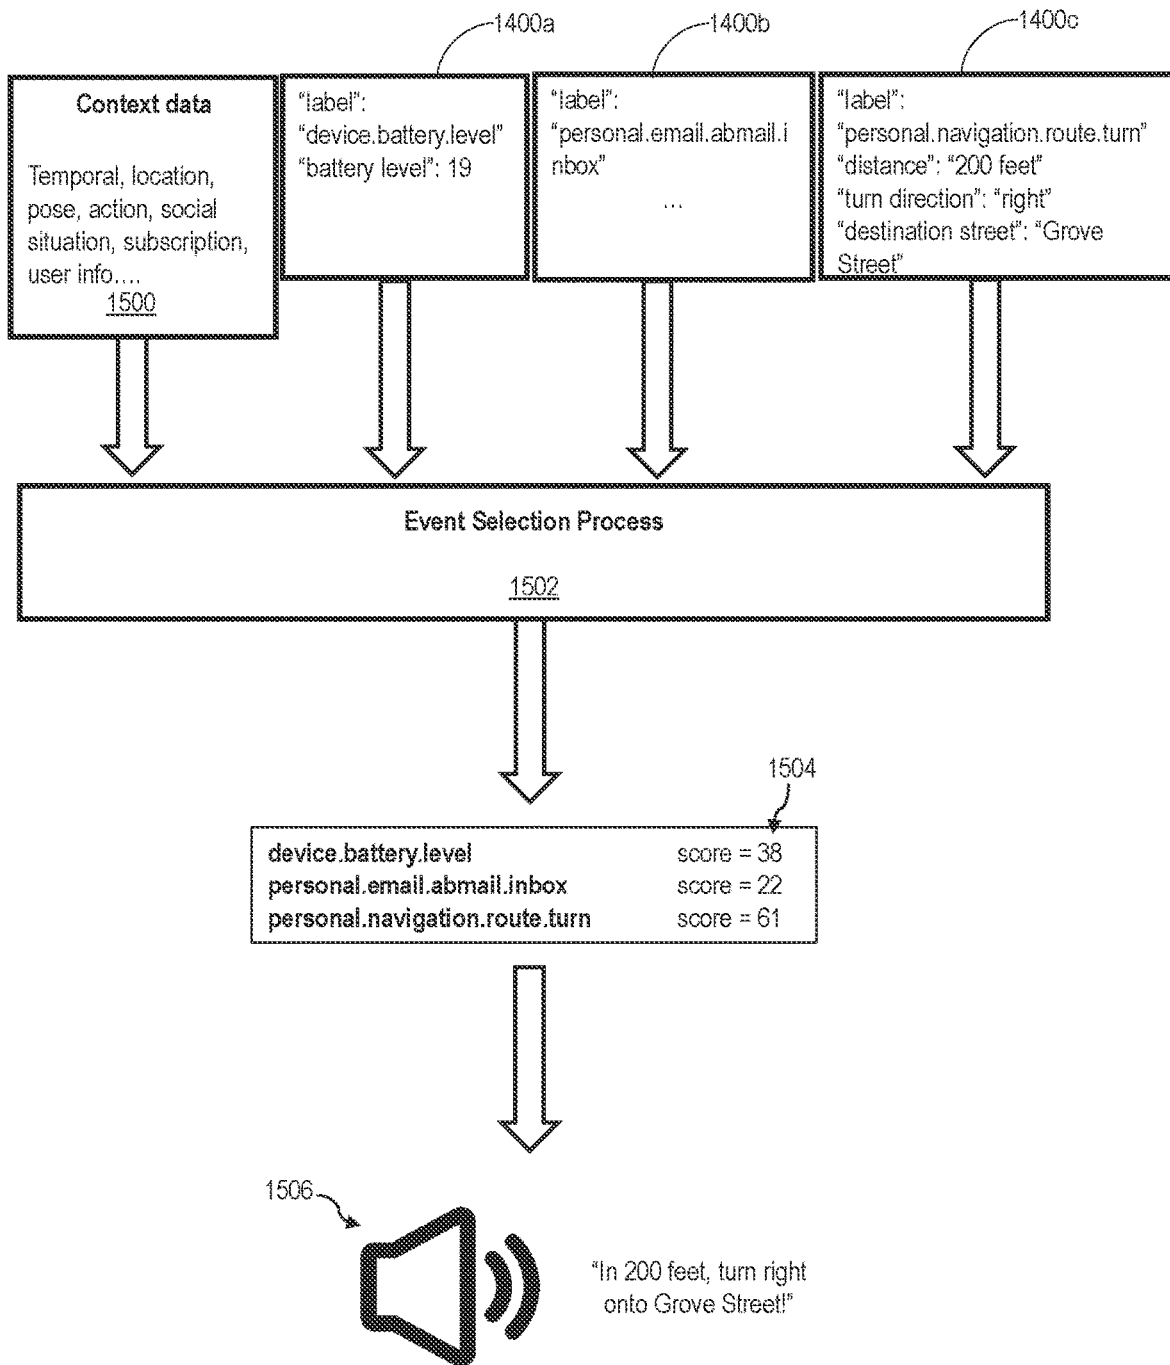 1400a
1400b
1400c
Context data
Temporal, location,
pose, action, social
situation, subscription,
user info....
1500
“label”:
“device.battery.level”
“battery level”: 19
“label”:
“personal.email.abmail.i
nbox”
...
“label”:
“personal.navigation.route.turn”
“distance”: “200 feet”
“turn direction”: “right”
“destination street”: “Grove
Street”
Event Selection Process
1502
1504
device.battery.level score = 38
personal.email.abmail.inbox score = 22
personal.navigation.route.turn score = 61
1506
“In 200 feet, turn right
onto Grove Street!”